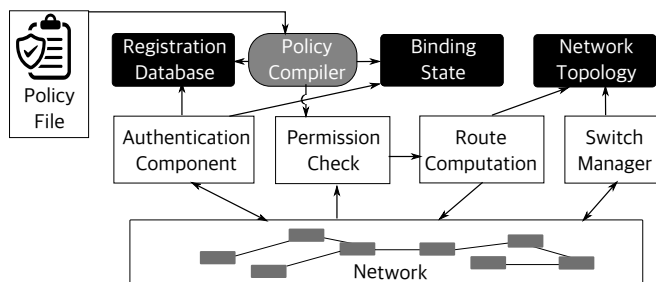 Policy
File
Registration
Database
Policy
Compiler
Binding
State
Network
Topology
Authentication
Component
Permission
Check
Route
Computation
Switch
Manager
Network